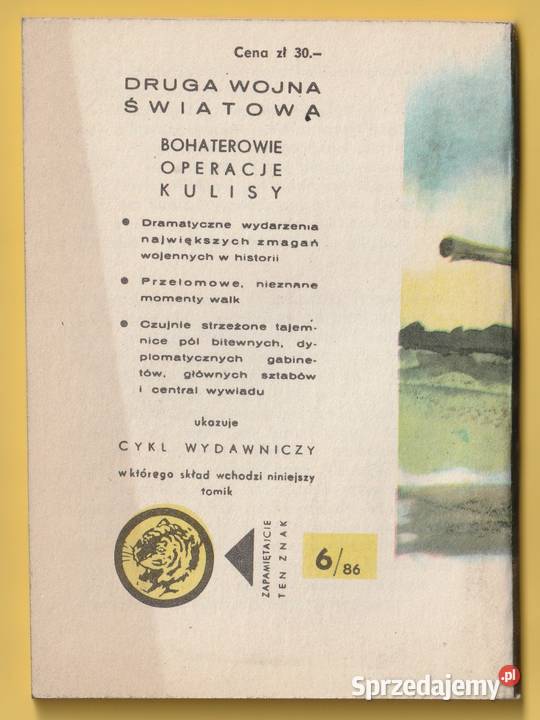 Cena zł 30.–
DRUGA WOJNA
ŚWIATOWA
BOHATEROWIE
OPERACJE
KULISY
● Dramatyczne wydarzenia
największych zmagań
wojennych w historii
● Przełomowe, nieznane
momenty walk
● Czujnie strzeżone tajem-
nice pól bitewnych, dy-
plomatycznych gabine-
tów, głównych sztabów
i central wywiadu
ukazuje
CYKL WYDAWNICZY
w którego skład wchodzi niniejszy
tomik
ZAPAMIĘTAJCIE
TEN ZNAK
6/86
Sprzedajemy.pl